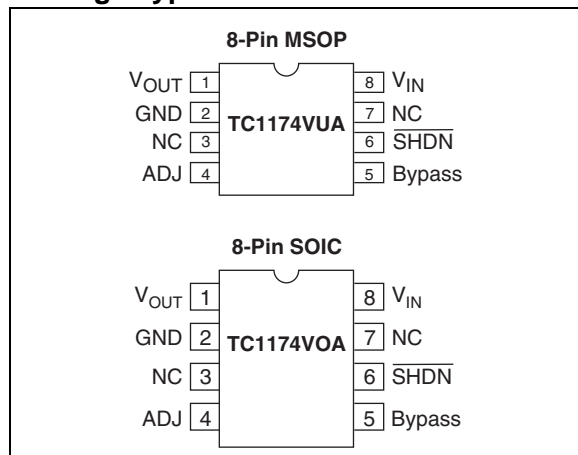 8-Pin MSOP
VOUT 1 8 VIN
GND 2 TC1174VUA 7 NC
NC 3 6 SHDN
ADJ 4 5 Bypass
8-Pin SOIC
VOUT 1 8 VIN
GND 2 TC1174VOA 7 NC
NC 3 6 SHDN
ADJ 4 5 Bypass